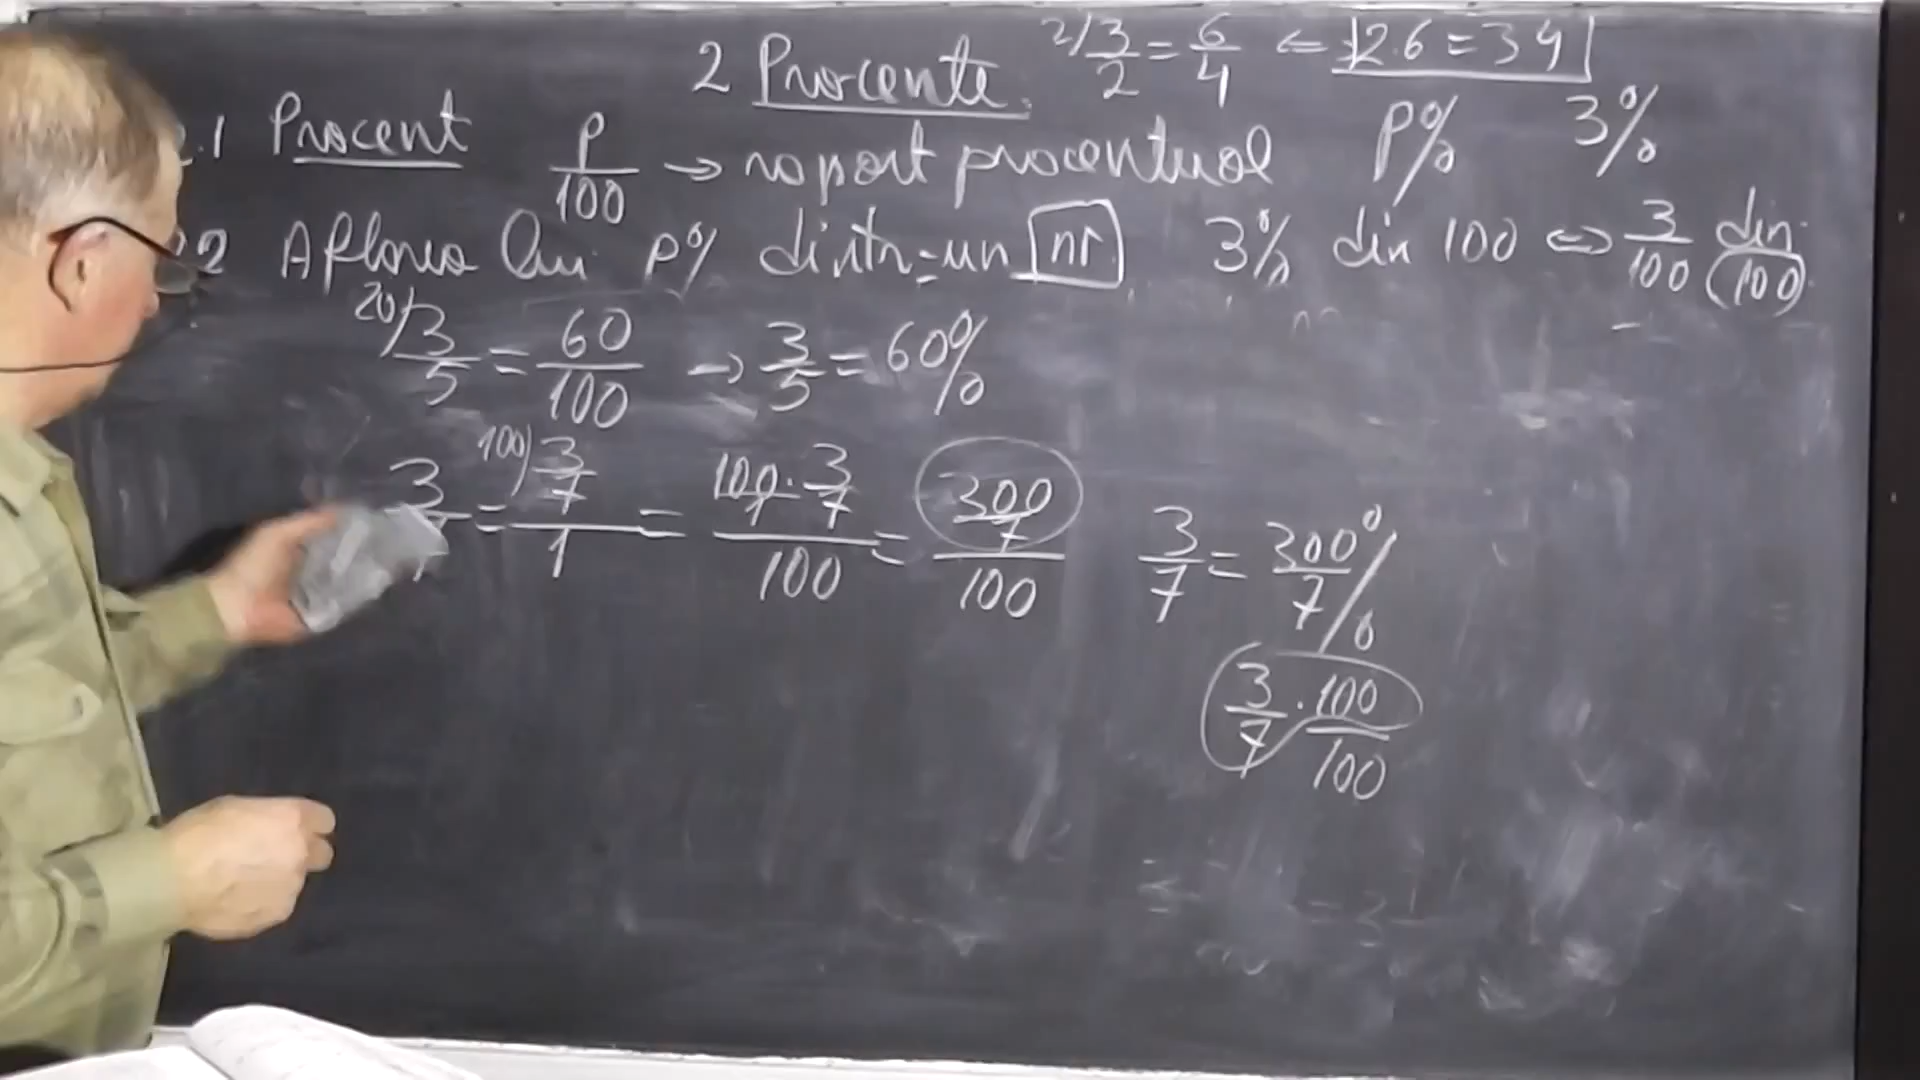 2 Procente. 2/ 3/2 = 6/4 ⇐ 2·6=3·4
2.1 Procent P/100 → raport procentual P% 3%
2.2 Aflarea lui P% dintr-un nr 3% din 100 ⇔ 3/100 din 100
20/ 3/5 = 60/100 → 3/5 = 60%
3/7 = 100) (3/7)/1 = (100·3/7)/100 = (300/7)/100 3/7 = 300/7 %
3/7 · 100/100